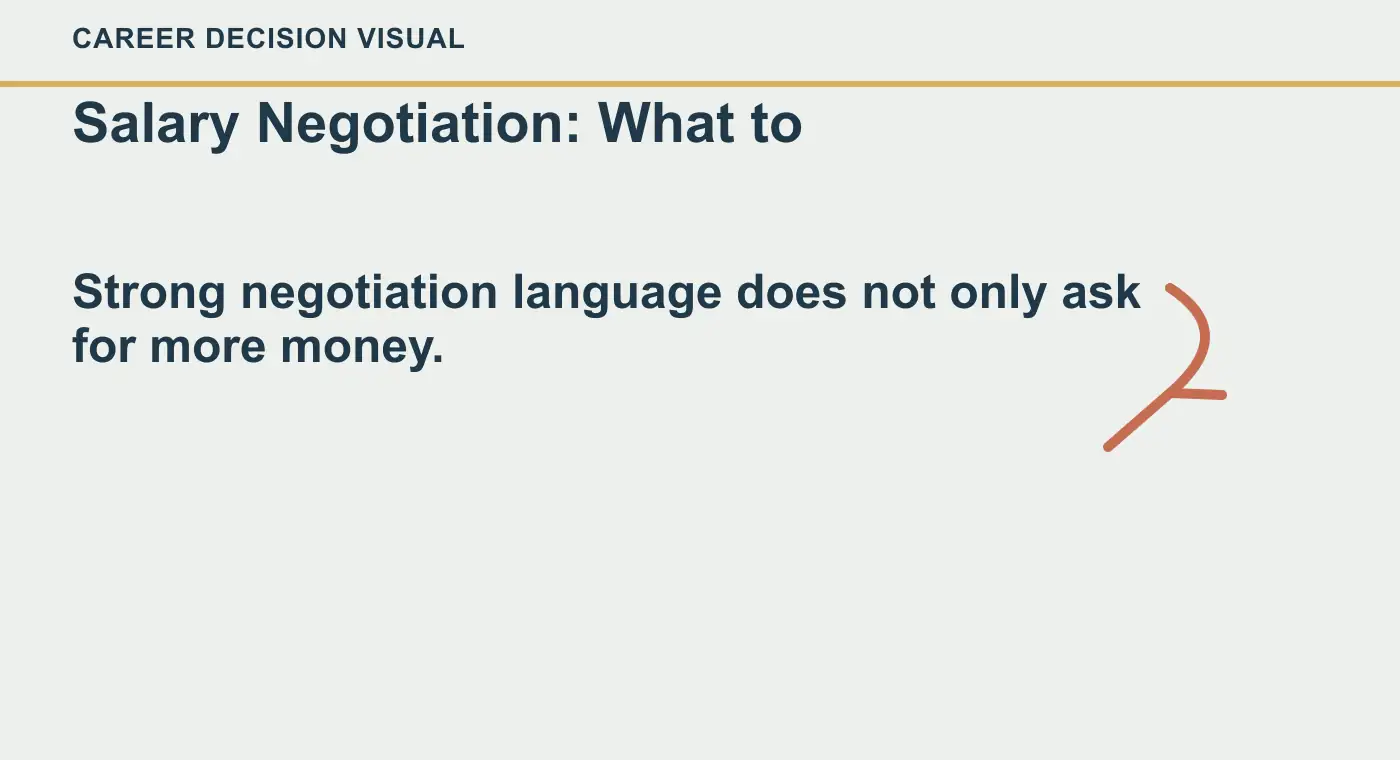 CAREER DECISION VISUAL
Salary Negotiation: What to
Strong negotiation language does not only ask
for more money.